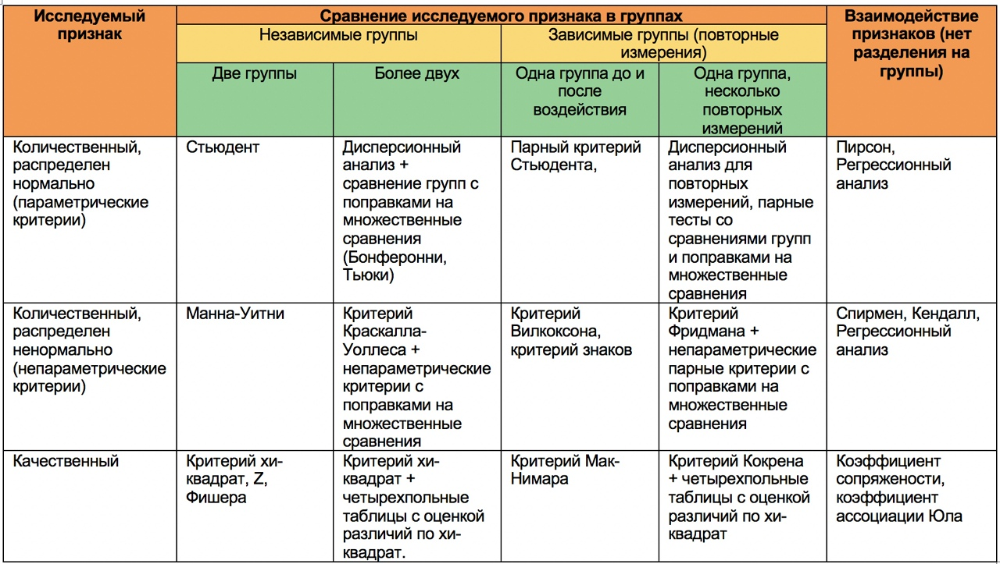 Исследуемый
признак
Сравнение исследуемого признака в группах
Взаимодействие
признаков (нет
разделения на
группы)
Независимые группы
Зависимые группы (повторные
измерения)
Две группы
Более двух
Одна группа до и
после
воздействия
Одна группа,
несколько
повторных
измерений
Количественный,
распределен
нормально
(параметрические
критерии)
Стьюдент
Дисперсионный
анализ +
сравнение групп с
поправками на
множественные
сравнения
(Бонферонни,
Тьюки)
Парный критерий
Стьюдента,
Дисперсионный
анализ для
повторных
измерений, парные
тесты со
сравнениями групп
и поправками на
множественные
сравнения
Пирсон,
Регрессионный
анализ
Количественный,
распределен
ненормально
(непараметрические
критерии)
Манна-Уитни
Критерий
Краскалла-
Уоллеса +
непараметрические
критерии с
поправками на
множественные
сравнения
Критерий
Вилкоксона,
критерий знаков
Критерий
Фридмана +
непараметрические
парные критерии с
поправками на
множественные
сравнения
Спирмен, Кендалл,
Регрессионный
анализ
Качественный
Критерий хи-
квадрат, Z,
Фишера
Критерий хи-
квадрат +
четырехпольные
таблицы с оценкой
различий по хи-
квадрат.
Критерий Мак-
Нимара
Критерий Кокрена
+ четырехпольные
таблицы с оценкой
различий по хи-
квадрат
Коэффициент
сопряжености,
коэффициент
ассоциации Юла